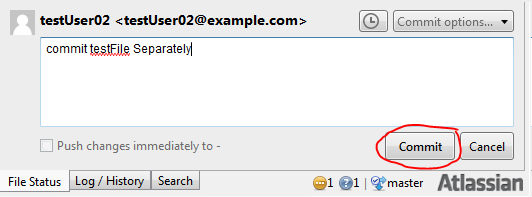 testUser02 <testUser02@example.com>
Commit options...
commit testFile Separately
Push changes immediately to -
Commit
Cancel
File Status
Log / History
Search
1
1
master
Atlassian